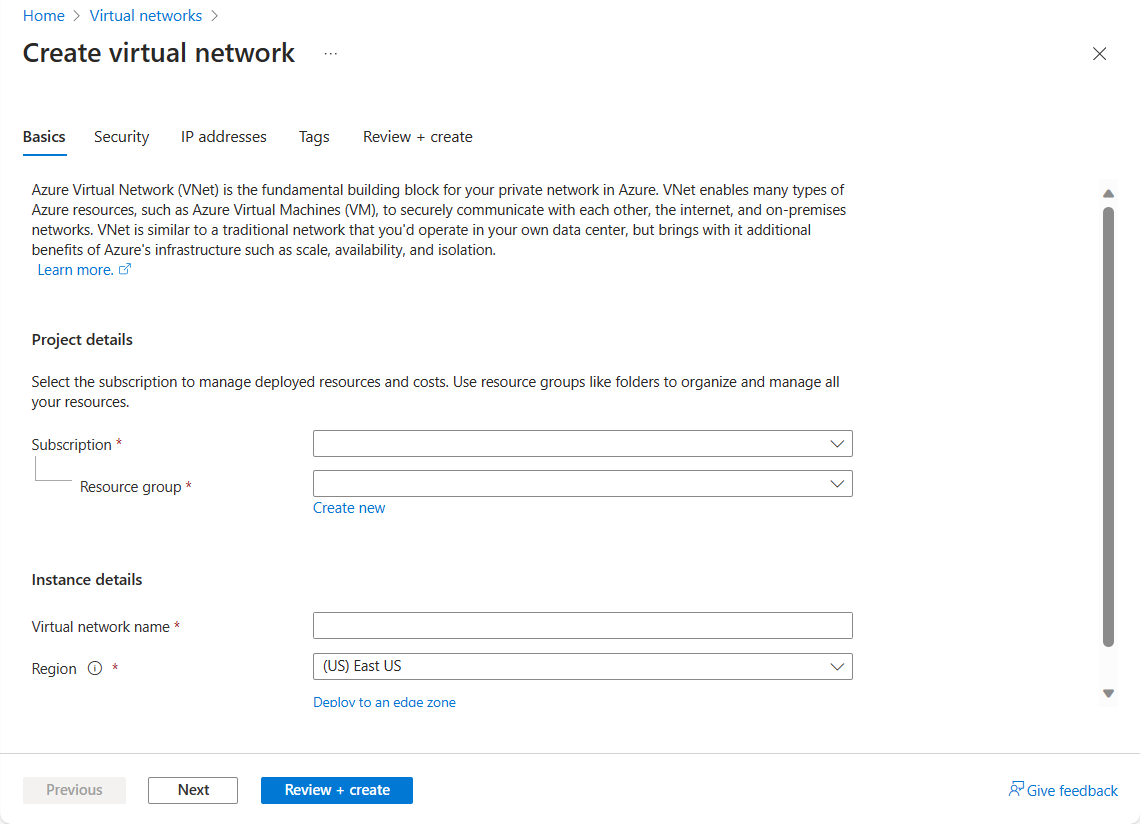 Home > Virtual networks >
Create virtual network ...
Basics Security IP addresses Tags Review + create
Azure Virtual Network (VNet) is the fundamental building block for your private network in Azure. VNet enables many types of
Azure resources, such as Azure Virtual Machines (VM), to securely communicate with each other, the internet, and on-premises
networks. VNet is similar to a traditional network that you'd operate in your own data center, but brings with it additional
benefits of Azure's infrastructure such as scale, availability, and isolation.
Learn more.
Project details
Select the subscription to manage deployed resources and costs. Use resource groups like folders to organize and manage all
your resources.
Subscription *
Resource group *
Create new
Instance details
Virtual network name *
Region * (US) East US
Deploy to an edge zone
Previous Next Review + create Give feedback